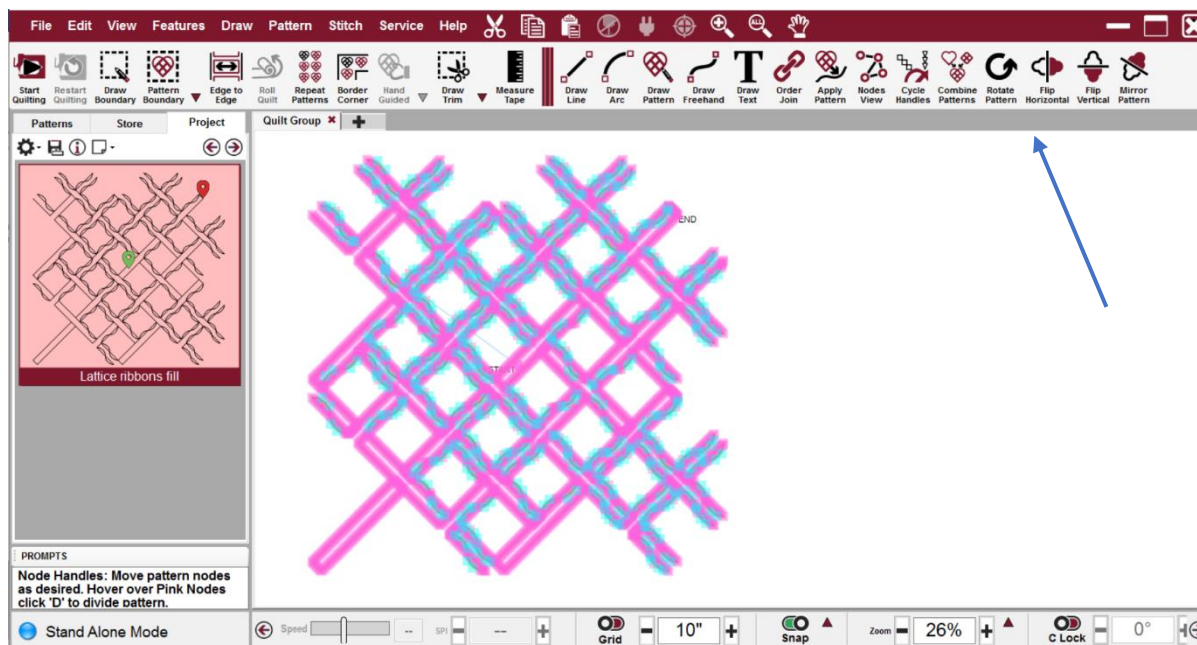 File Edit View Features Draw Pattern Stitch Service Help
ALL
Start Quilting
Restart Quilting
Draw Boundary
Pattern Boundary
Edge to Edge
Roll Quilt
Repeat Patterns
Border Corner
Hand Guided
Draw Trim
Measure Tape
Draw Line
Draw Arc
Draw Pattern
Draw Freehand
Draw Text
Order Join
Apply Pattern
Nodes View
Cycle Handles
Combine Patterns
Rotate Pattern
Flip Horizontal
Flip Vertical
Mirror Pattern
Patterns Store Project
Quilt Group
END
START
Lattice ribbons fill
PROMPTS
Node Handles: Move pattern nodes
as desired. Hover over Pink Nodes
click 'D' to divide pattern.
Stand Alone Mode
Speed -- SPI -- Grid 10" Snap Zoom 26% C Lock 0°